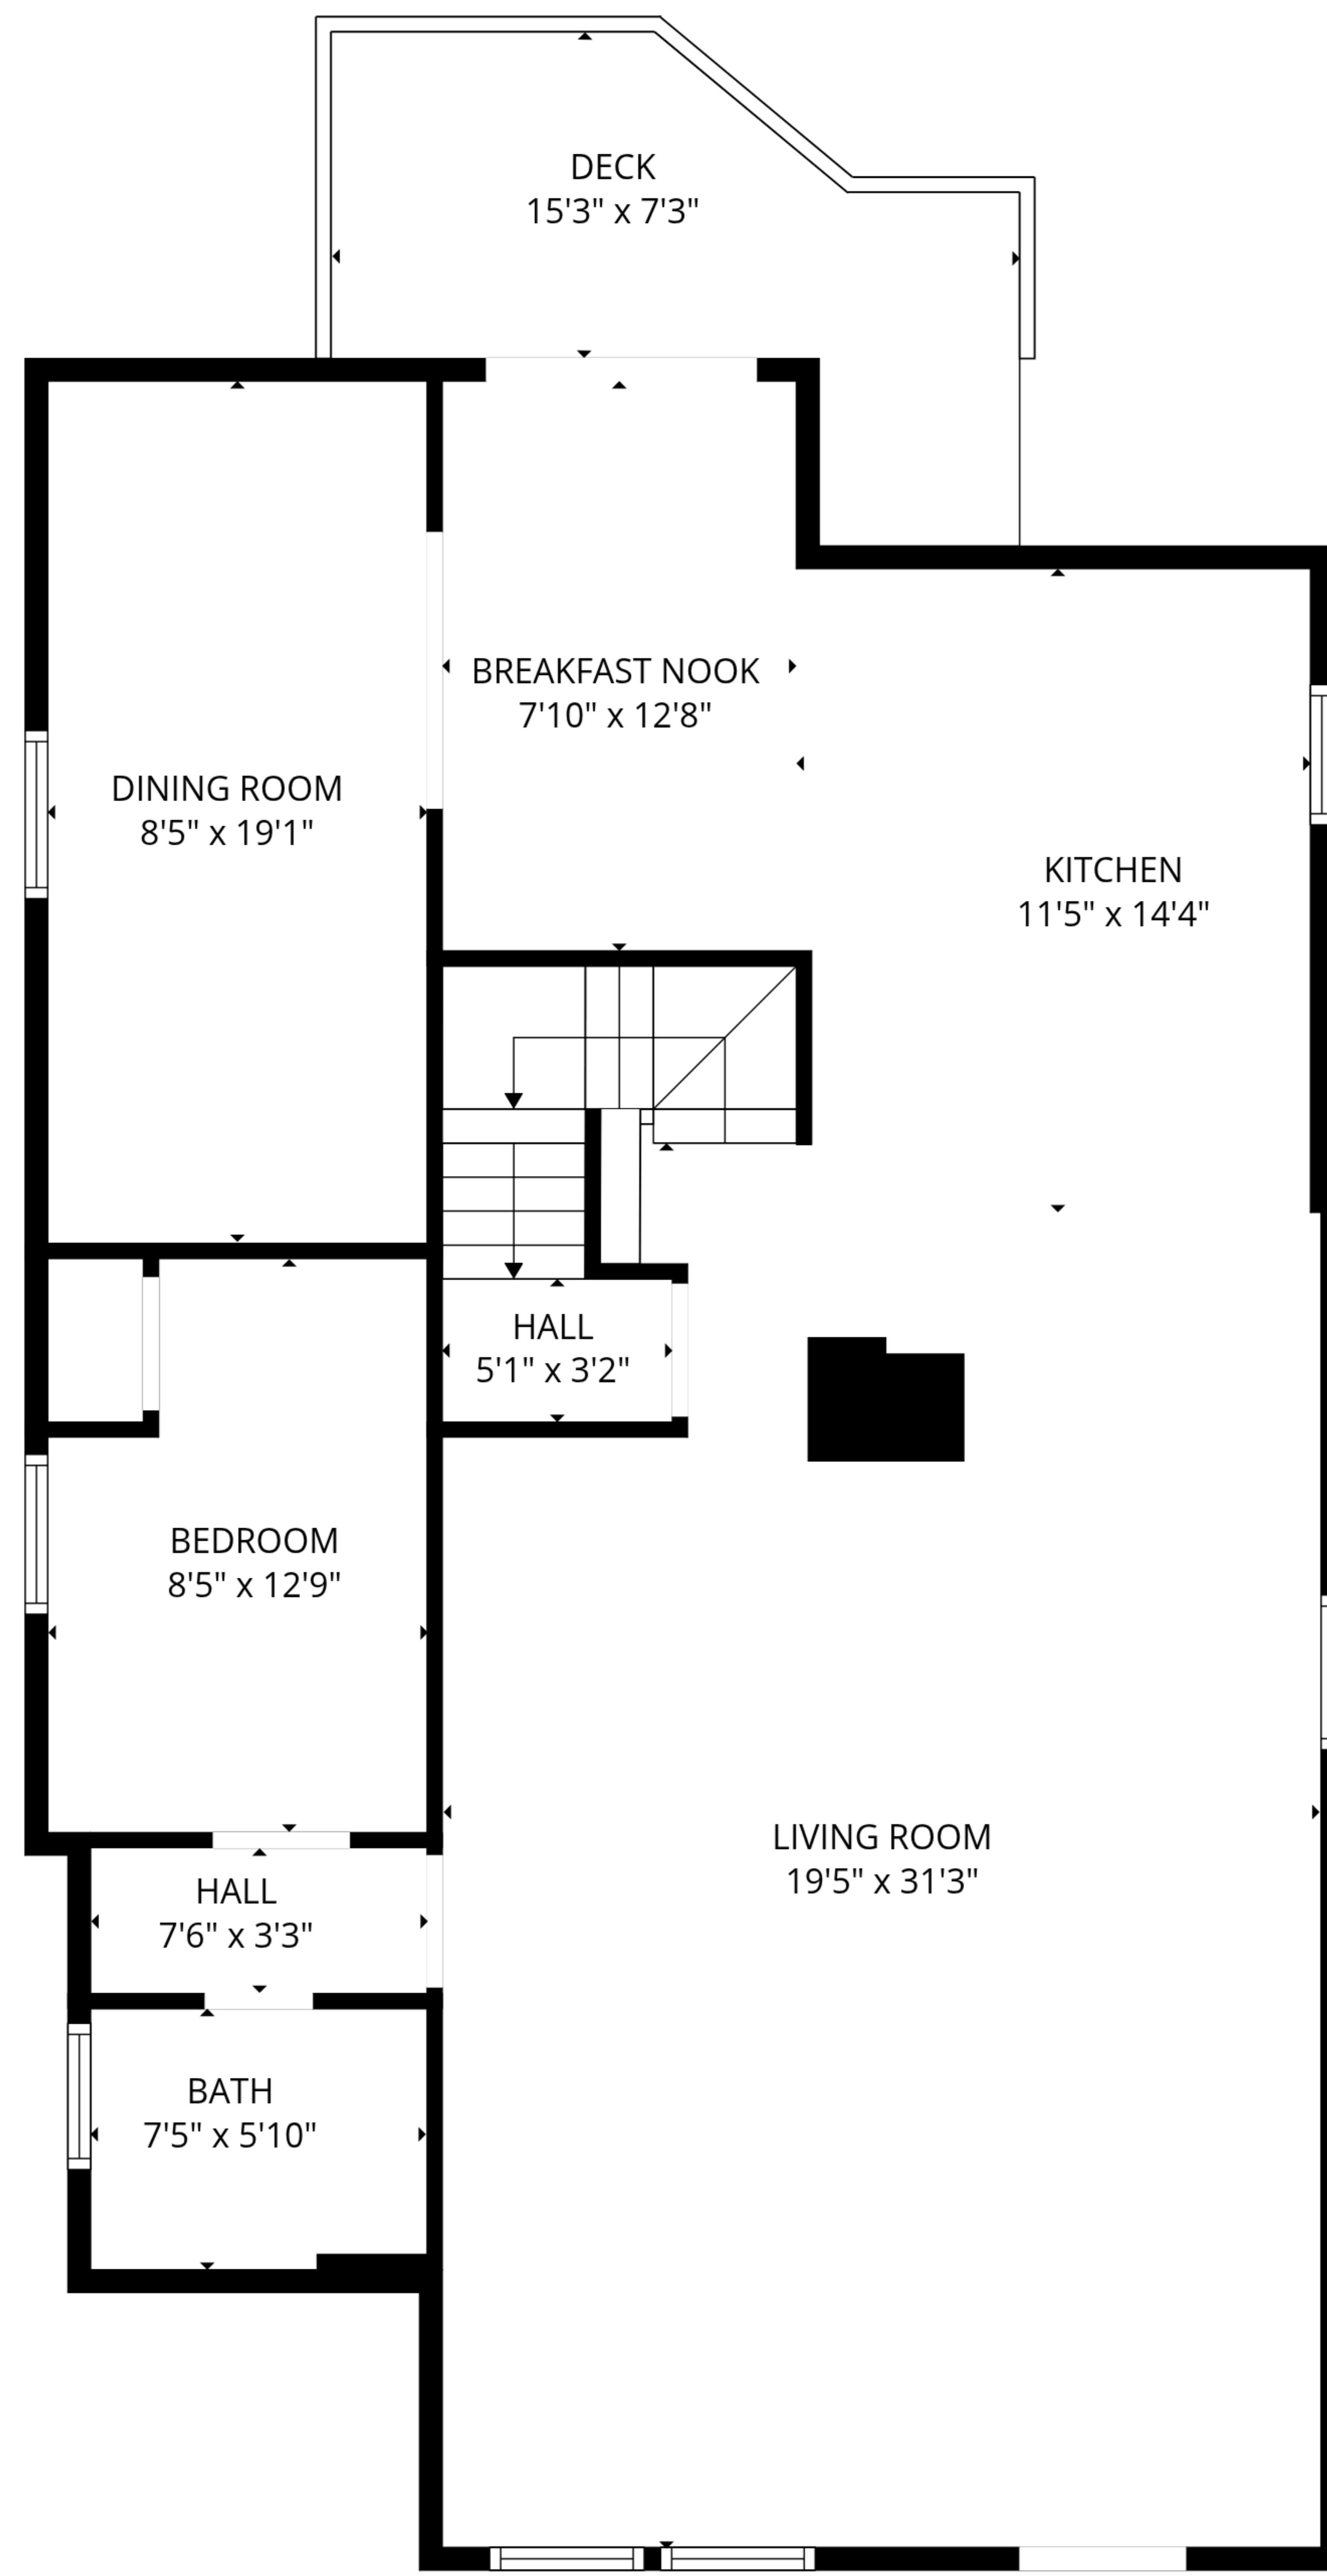 DECK
15'3" x 7'3"
BREAKFAST NOOK
7'10" x 12'8"
DINING ROOM
8'5" x 19'1"
KITCHEN
11'5" x 14'4"
HALL
5'1" x 3'2"
BEDROOM
8'5" x 12'9"
LIVING ROOM
19'5" x 31'3"
HALL
7'6" x 3'3"
BATH
7'5" x 5'10"